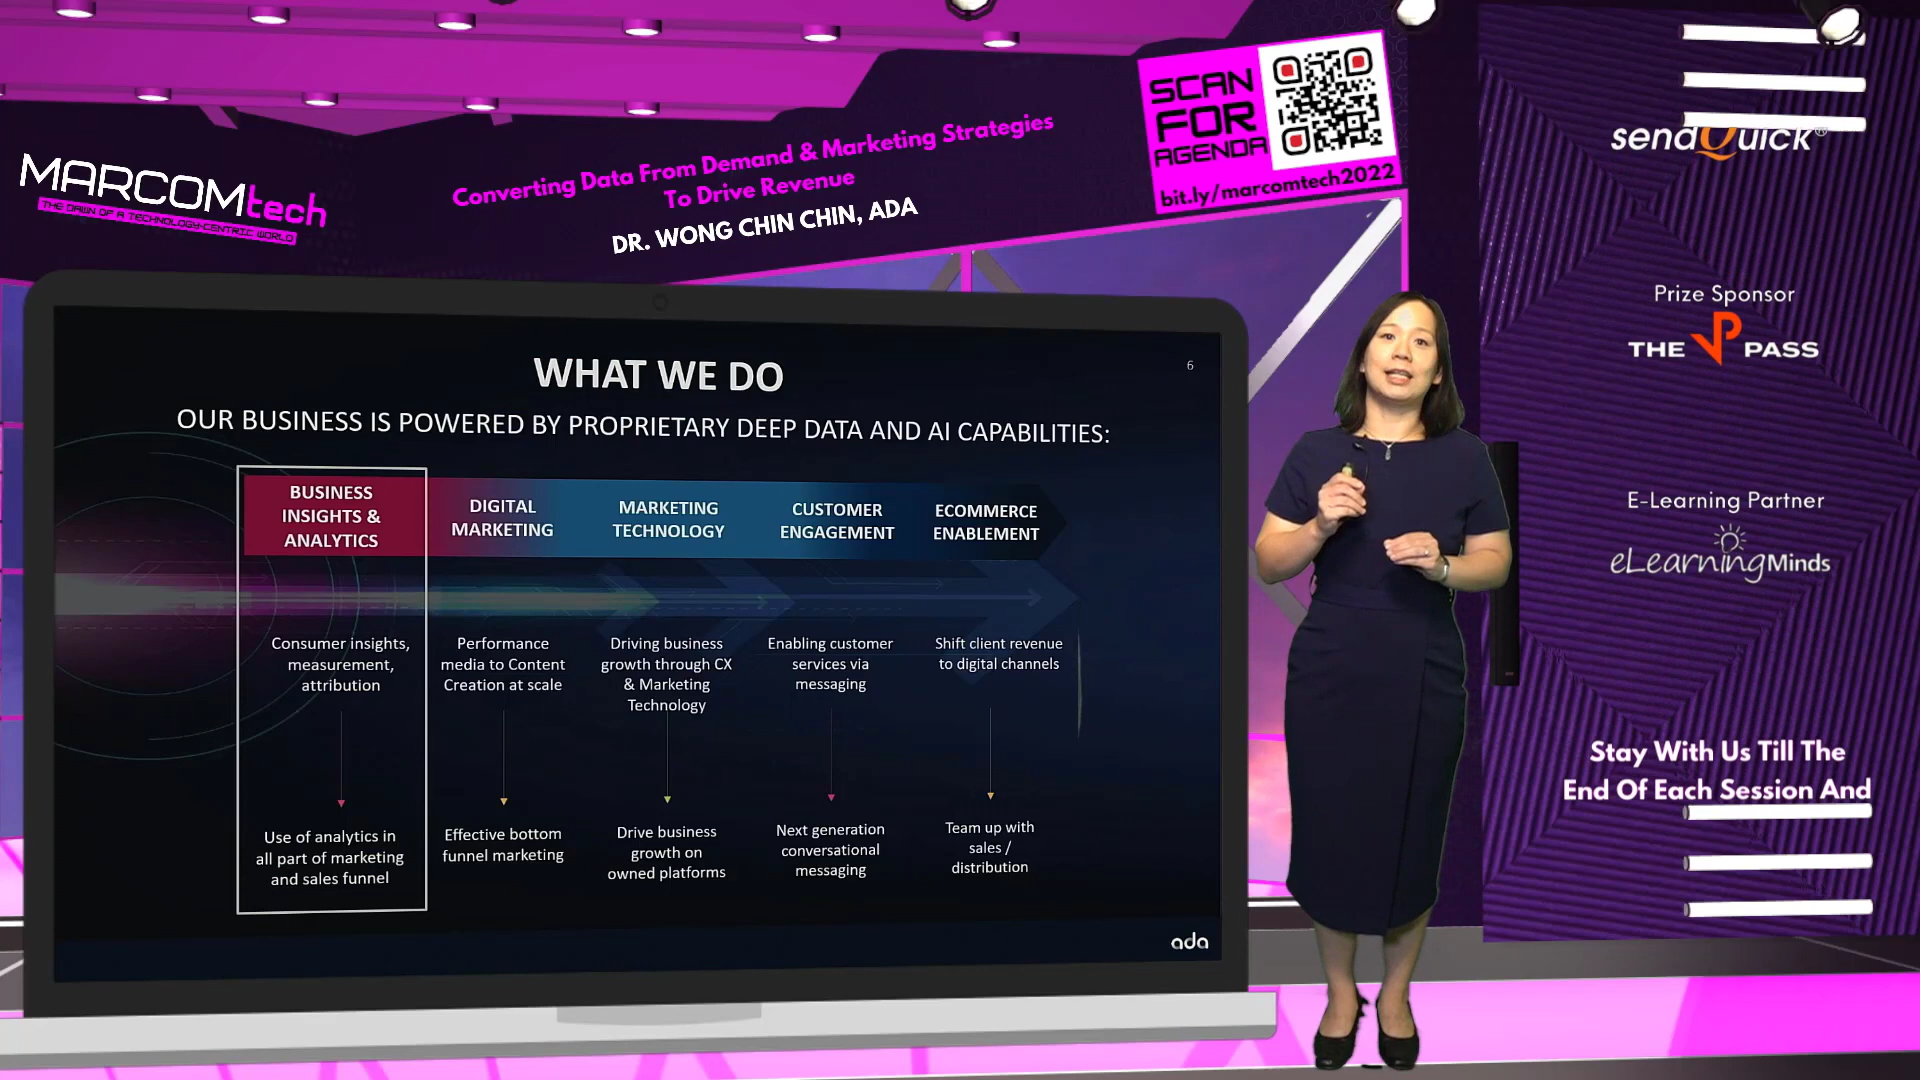 MARCOMtech
THE DAWN OF A TECHNOLOGY-CENTRIC WORLD
Converting Data From Demand & Marketing Strategies
To Drive Revenue
DR. WONG CHIN CHIN, ADA
SCAN
FOR
AGENDA
bit.ly/marcomtech2022
WHAT WE DO
6
OUR BUSINESS IS POWERED BY PROPRIETARY DEEP DATA AND AI CAPABILITIES:
BUSINESS
INSIGHTS &
ANALYTICS
DIGITAL
MARKETING
MARKETING
TECHNOLOGY
CUSTOMER
ENGAGEMENT
ECOMMERCE
ENABLEMENT
Consumer insights,
measurement,
attribution
Performance
media to Content
Creation at scale
Driving business
growth through CX
& Marketing
Technology
Enabling customer
services via
messaging
Shift client revenue
to digital channels
Use of analytics in
all part of marketing
and sales funnel
Effective bottom
funnel marketing
Drive business
growth on
owned platforms
Next generation
conversational
messaging
Team up with
sales /
distribution
ada
sendQuick®
Prize Sponsor
THE VP PASS
E-Learning Partner
eLearningMinds
Stay With Us Till The
End Of Each Session And